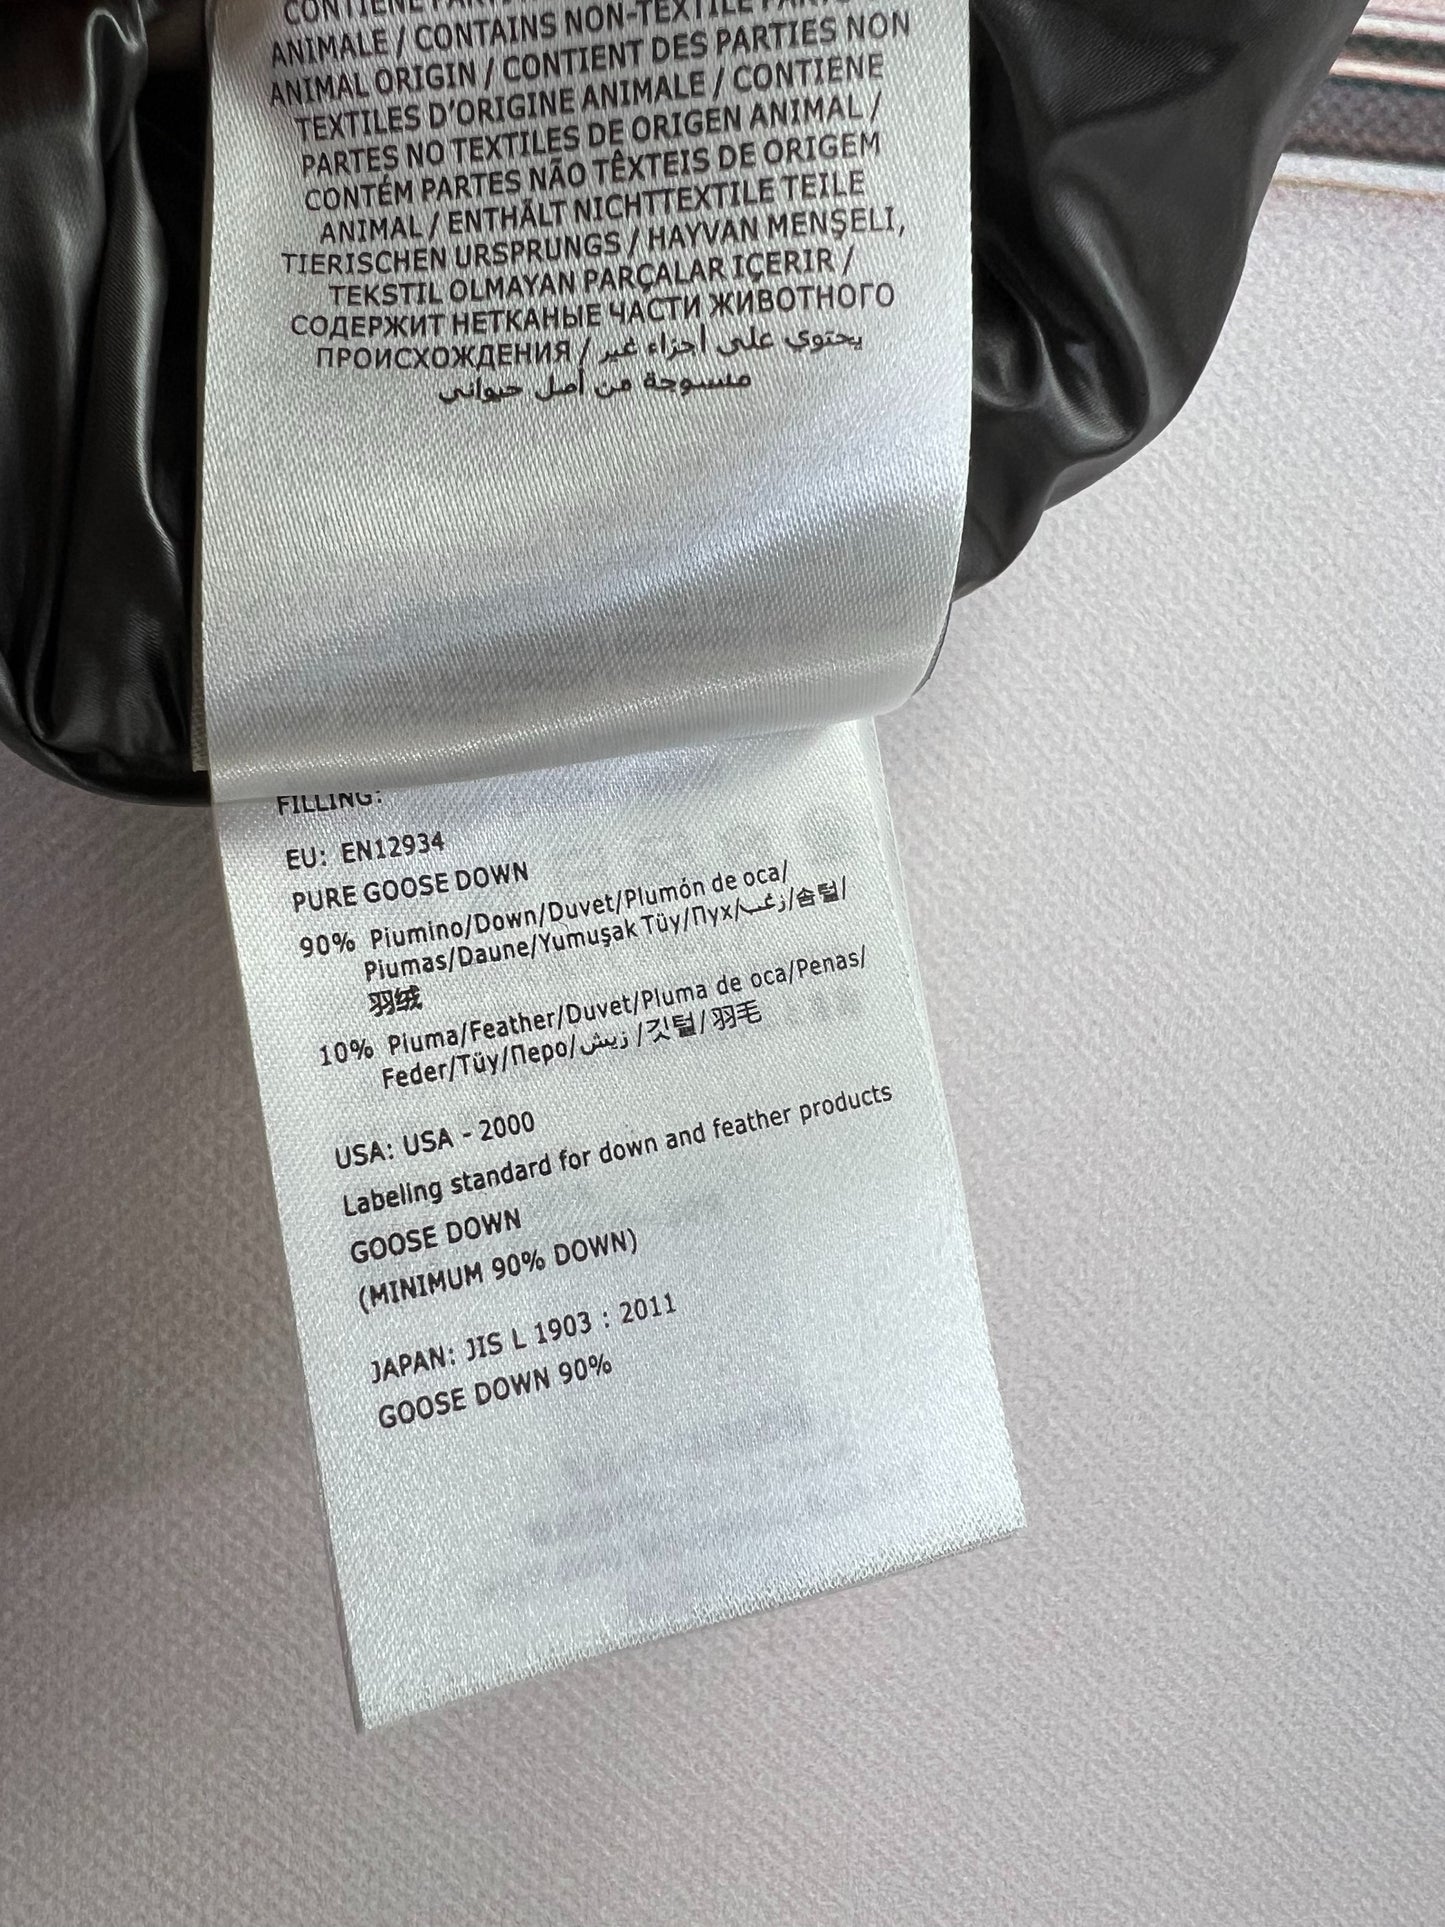 CONTIENE
ANIMALE / CONTAINS NON-TEXTILE
ANIMAL ORIGIN / CONTIENT DES PARTIES NON
TEXTILES D'ORIGINE ANIMALE / CONTIENE
PARTES NO TEXTILES DE ORIGEN ANIMAL /
CONTÉM PARTES NÃO TÊXTEIS DE ORIGEM
ANIMAL / ENTHÄLT NICHTTEXTILE TEILE
TIERISCHEN URSPRUNGS / HAYVAN MENŞELİ,
TEKSTIL OLMAYAN PARÇALAR IÇERIR /
СОДЕРЖИТ НЕТКАНЫЕ ЧАСТИ ЖИВОТНОГО
ПРОИСХОЖДЕНИЯ / يحتوي على أجزاء غير
منسوجة من أصل حيواني
FILLING:
EU: EN12934
PURE GOOSE DOWN
90% Piumino/Down/Duvet/Plumón de oca/
Piumas/Daune/Yumuşak Tüy/Пух/زغب/솜털/
羽绒
10% Pluma/Feather/Duvet/Pluma de oca/Penas/
Feder/Tüy/Перо/زيش/깃털/羽毛
USA: USA - 2000
Labeling standard for down and feather products
GOOSE DOWN
(MINIMUM 90% DOWN)
JAPAN: JIS L 1903 : 2011
GOOSE DOWN 90%